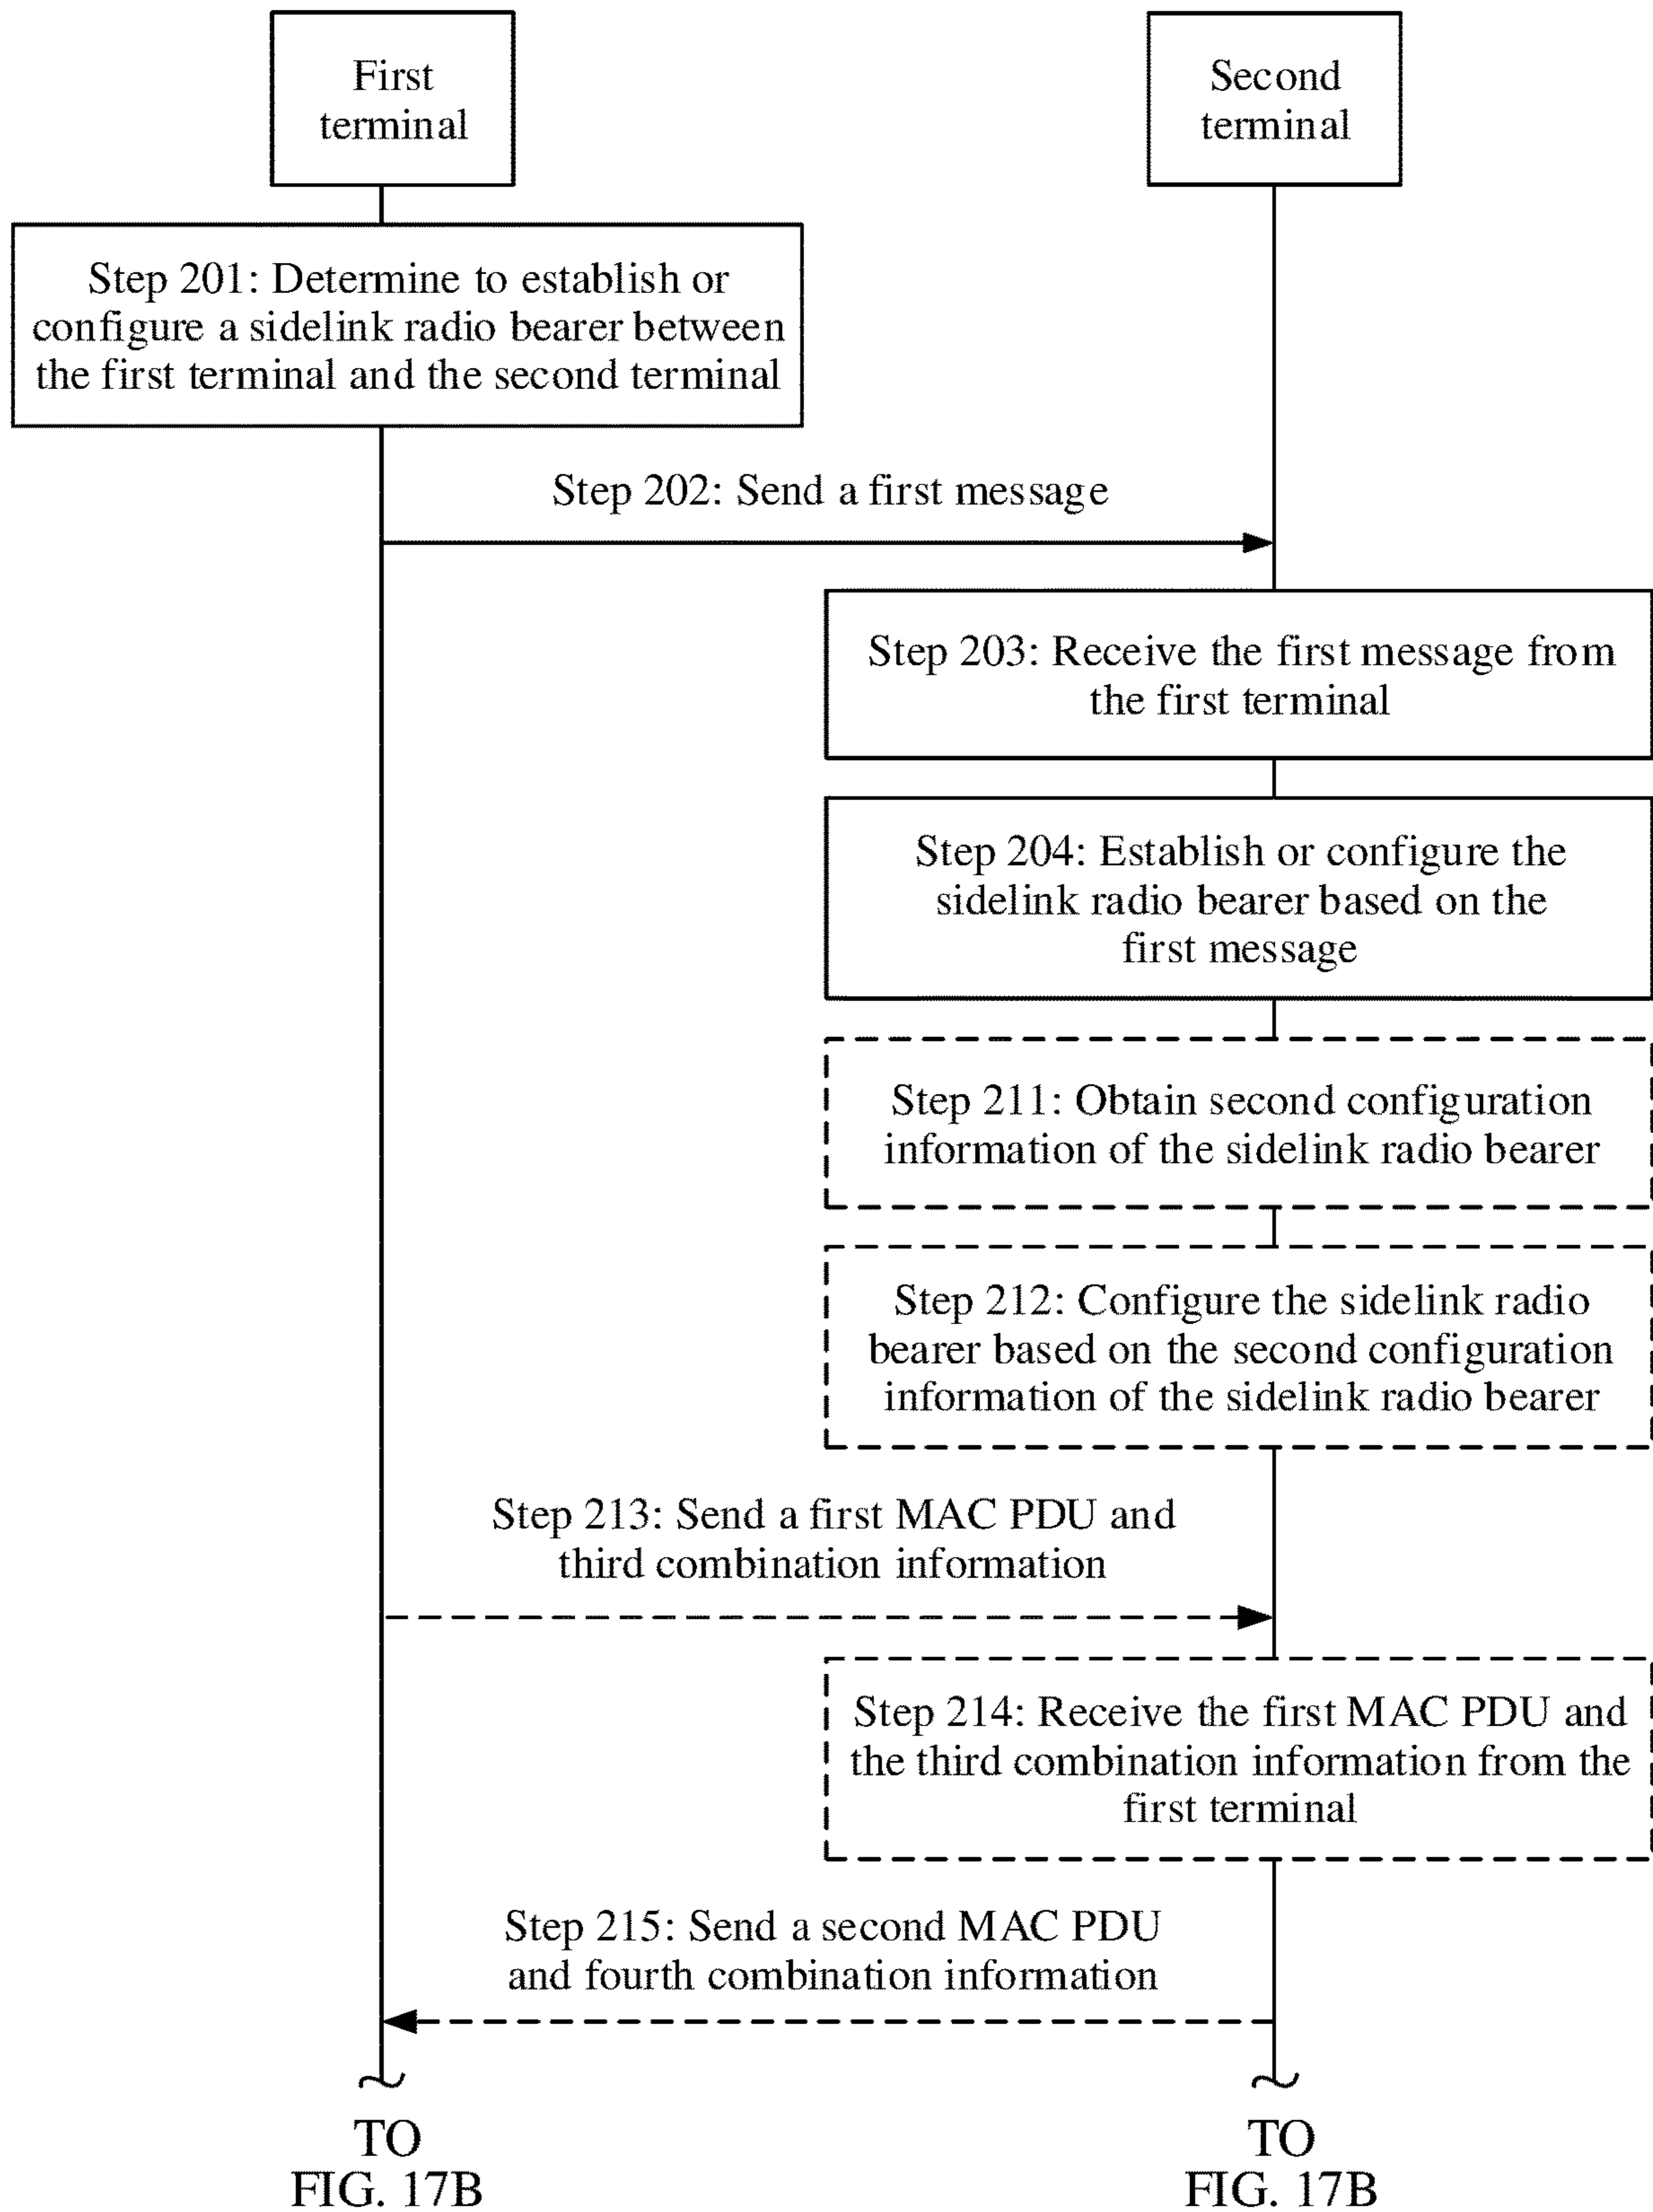 First
terminal
Second
terminal
Step 201: Determine to establish or
configure a sidelink radio bearer between
the first terminal and the second terminal
Step 202: Send a first message
Step 203: Receive the first message from
the first terminal
Step 204: Establish or configure the
sidelink radio bearer based on the
first message
Step 211: Obtain second configuration
information of the sidelink radio bearer
Step 212: Configure the sidelink radio
bearer based on the second configuration
information of the sidelink radio bearer
Step 213: Send a first MAC PDU and
third combination information
Step 214: Receive the first MAC PDU and
the third combination information from the
first terminal
Step 215: Send a second MAC PDU
and fourth combination information
TO
FIG. 17B
TO
FIG. 17B